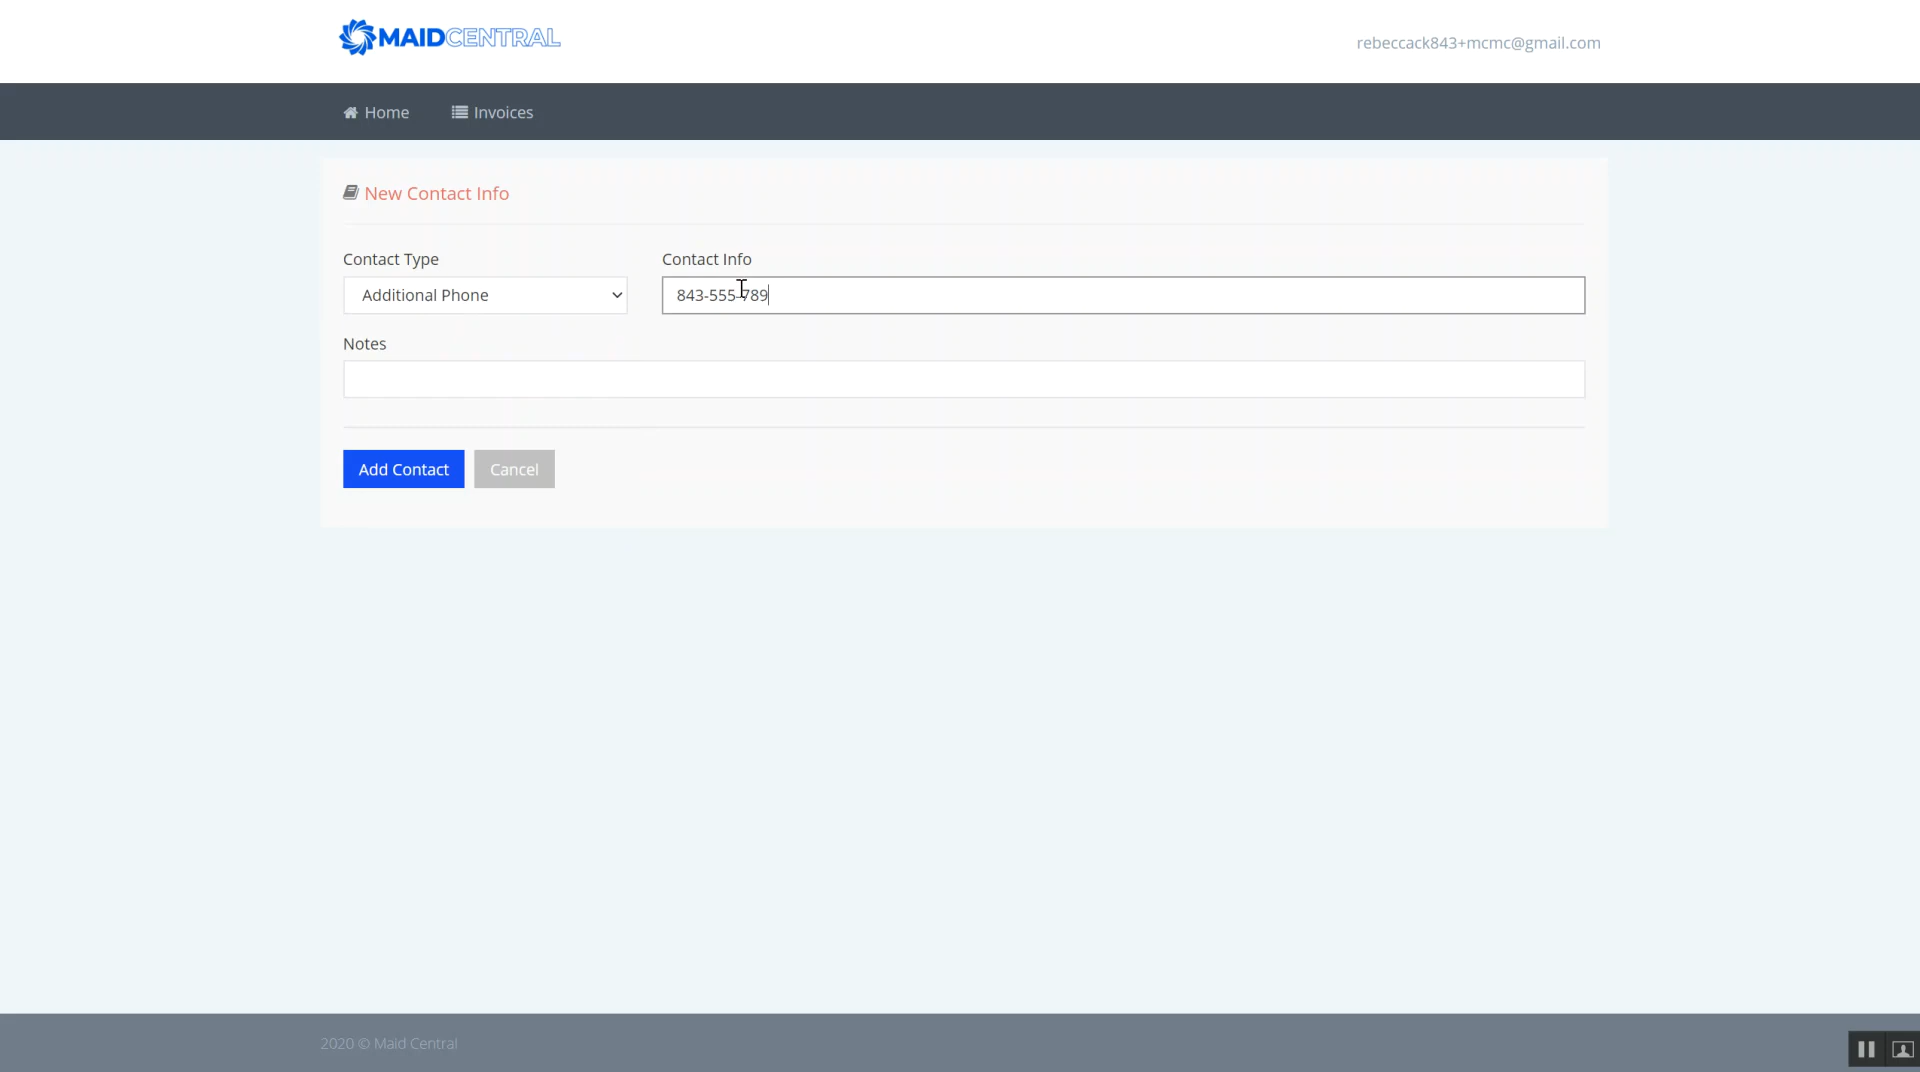 MAIDCENTRAL
rebeccack843+mcmc@gmail.com
Home Invoices
New Contact Info
Contact Type Contact Info
Additional Phone 843-555-789
Notes
Add Contact Cancel
2020 © Maid Central